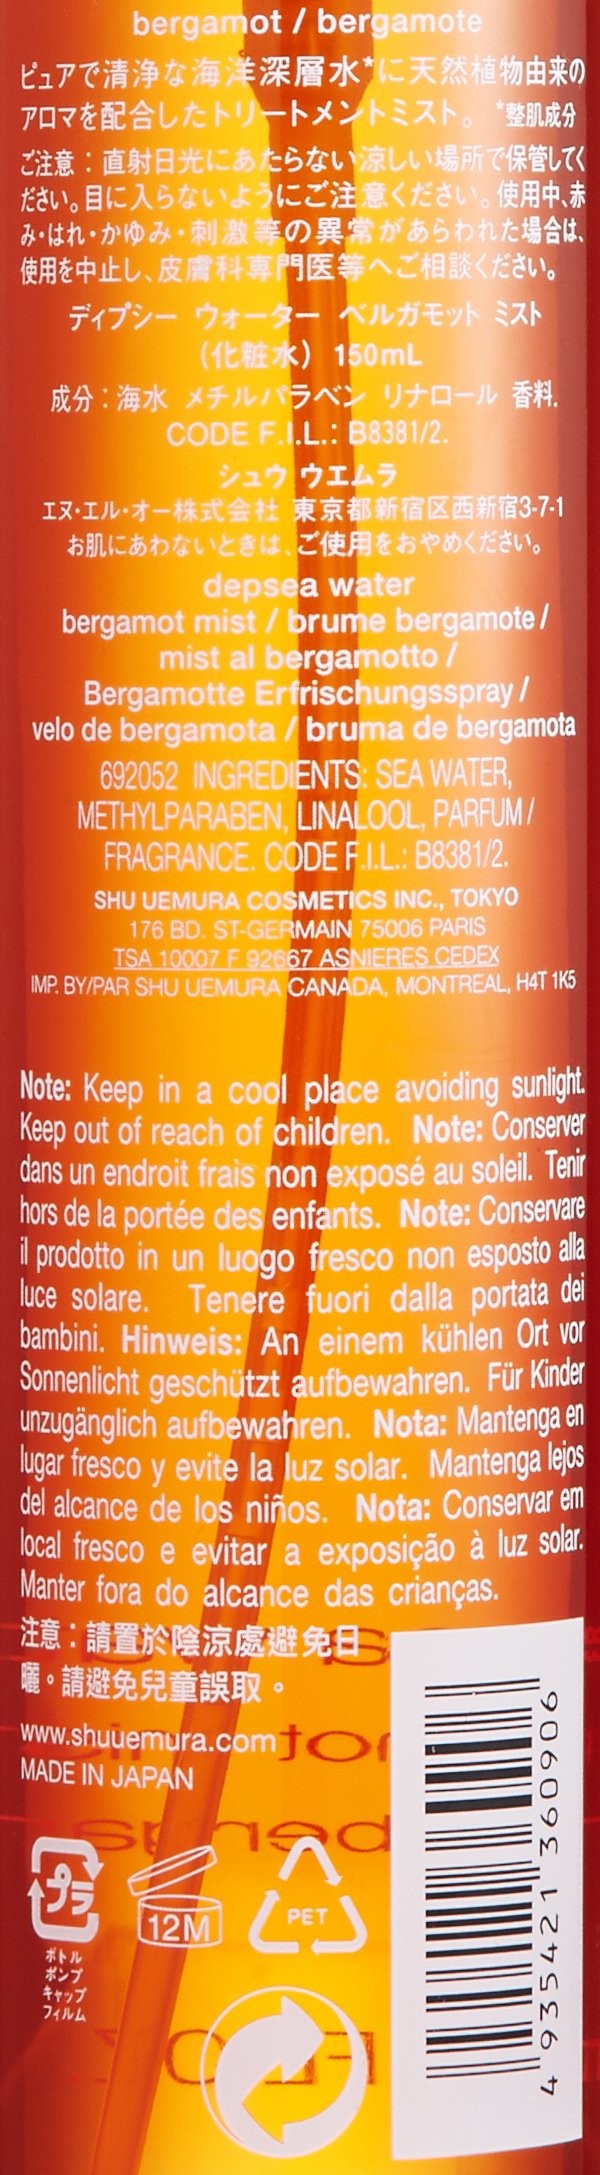 bergamot / bergamote
ピュアで清浄な海洋深層水*に天然植物由来の
アロマを配合したトリートメントミスト。 *整肌成分
ご注意：直射日光にあたらない涼しい場所で保管してく
ださい。目に入らないようにご注意ください。使用中、赤
み・はれ・かゆみ・刺激等の異常があらわれた場合は、
使用を中止し、皮膚科専門医等へご相談ください。
ディプシー ウォーター ベルガモット ミスト
（化粧水） 150mL
成分：海水 メチルパラベン リナロール 香料.
CODE F.I.L.: B8381/2.
シュウ ウエムラ
エヌ・エル・オー株式会社 東京都新宿区西新宿3-7-1
お肌にあわないときは、ご使用をおやめください。
depsea water
bergamot mist / brume bergamote /
mist al bergamotto /
Bergamotte Erfrischungsspray /
velo de bergamota / bruma de bergamota
692052 INGREDIENTS: SEA WATER,
METHYLPARABEN, LINALOOL, PARFUM /
FRAGRANCE. CODE F.I.L.: B8381/2.
SHU UEMURA COSMETICS INC., TOKYO
176 BD. ST-GERMAIN 75006 PARIS
TSA 10007 F 92667 ASNIERES CEDEX
IMP. BY/PAR SHU UEMURA CANADA, MONTREAL, H4T 1K5
Note: Keep in a cool place avoiding sunlight.
Keep out of reach of children. Note: Conserver
dans un endroit frais non exposé au soleil. Tenir
hors de la portée des enfants. Note: Conservare
il prodotto in un luogo fresco non esposto alla
luce solare. Tenere fuori dalla portata dei
bambini. Hinweis: An einem kühlen Ort vor
Sonnenlicht geschützt aufbewahren. Für Kinder
unzugänglich aufbewahren. Nota: Mantenga en
lugar fresco y evite la luz solar. Mantenga lejos
del alcance de los niños. Nota: Conservar em
local fresco e evitar a exposição à luz solar.
Manter fora do alcance das crianças.
注意：請置於陰涼處避免日
曬。請避免兒童誤取。
www.shuuemura.com
MADE IN JAPAN
プラ
12M
PET
ボトル
ポンプ
キャップ
フィルム
4 935421 360906